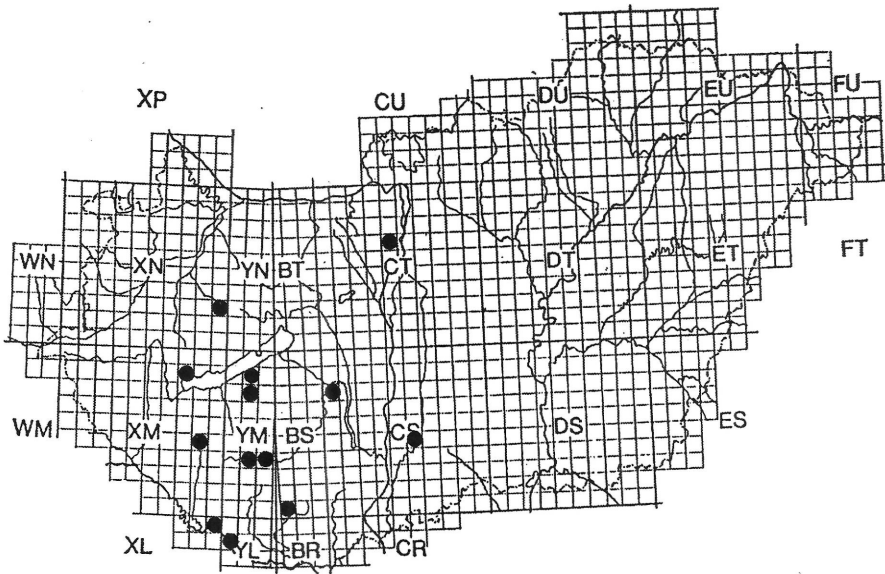 XP CU DU EU FU
WN XN YN BT CT DT ET FT
WM XM YM BS CS DS ES
XL YL BR CR